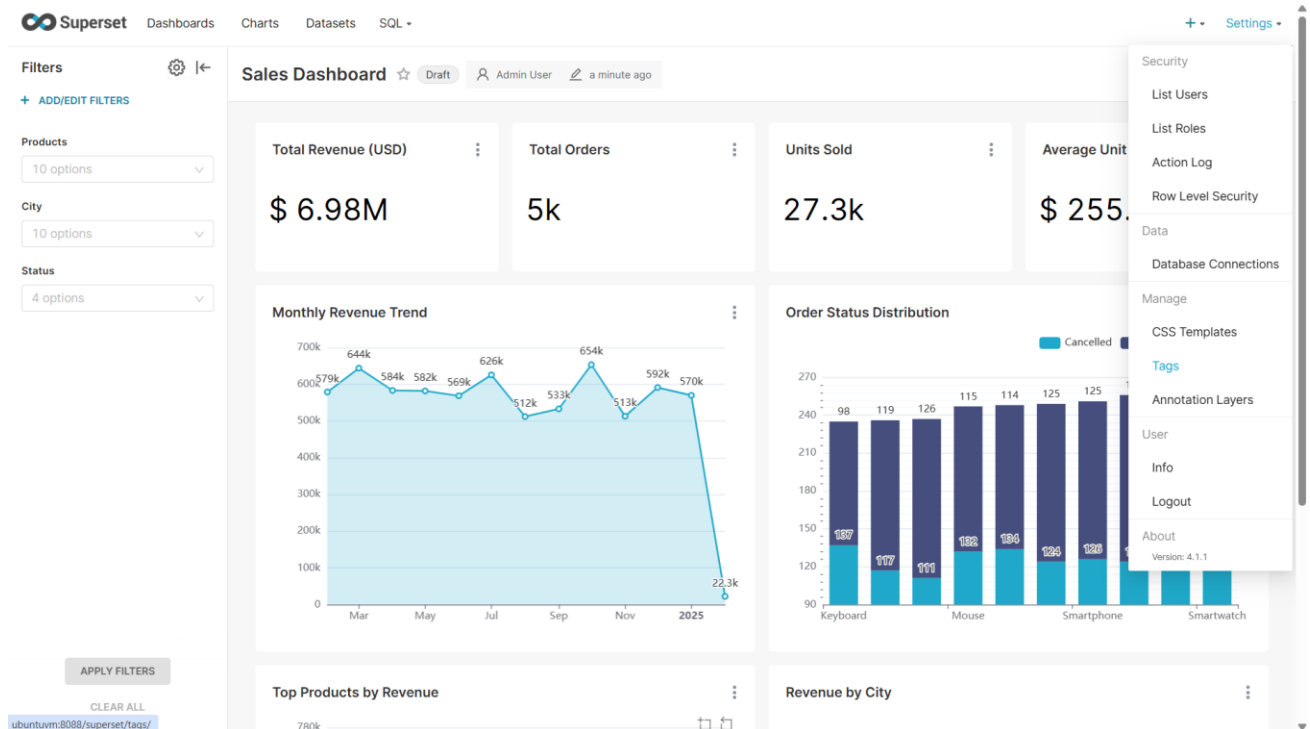 Superset Dashboards Charts Datasets SQL Settings
Filters
+ ADD/EDIT FILTERS
Products
10 options
City
10 options
Status
4 options
APPLY FILTERS
CLEAR ALL
ubuntuvm:8088/superset/tags/
Sales Dashboard Draft Admin User a minute ago
Total Revenue (USD)
$ 6.98M
Total Orders
5k
Units Sold
27.3k
Average Unit
$ 255.
Monthly Revenue Trend
700k
600k
500k
400k
300k
200k
100k
0
579k 644k 584k 582k 569k 626k 512k 533k 654k 513k 592k 570k 22.3k
Mar May Jul Sep Nov 2025
Order Status Distribution
Cancelled
270
240
210
180
150
120
90
98 119 126 115 114 125 125
137 117 111 132 134 124 126
Keyboard Mouse Smartphone Smartwatch
Top Products by Revenue
780k
Revenue by City
Security
List Users
List Roles
Action Log
Row Level Security
Data
Database Connections
Manage
CSS Templates
Tags
Annotation Layers
User
Info
Logout
About
Version: 4.1.1